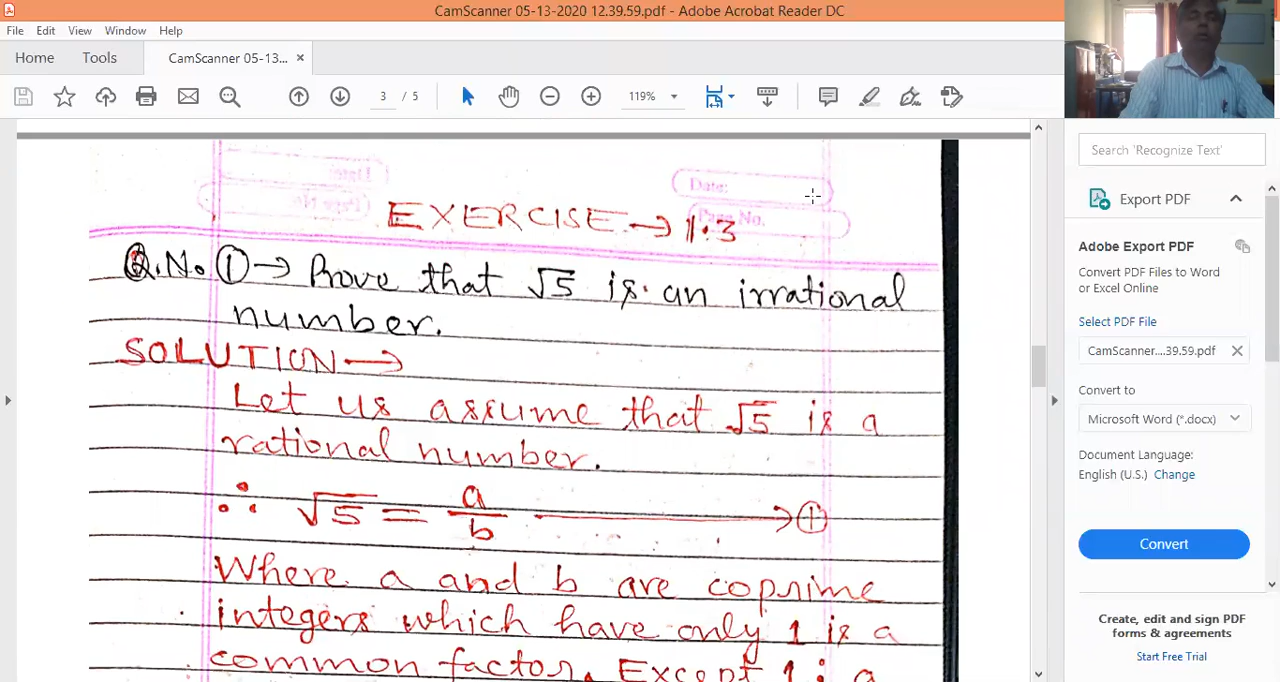 CamScanner 05-13-2020 12.39.59.pdf - Adobe Acrobat Reader DC
File Edit View Window Help
Home Tools CamScanner 05-13... ×
3 / 5 119%
Date:
Page No.
EXERCISE → 1.3
Q.No. ① → Prove that √5 is an irrational
number.
SOLUTION →
Let us assume that √5 is a
rational number.
∴ √5 = a/b → ①
Where a and b are coprime
integers which have only 1 is a
common factor. Except 1 is a
Search 'Recognize Text'
Export PDF
Adobe Export PDF
Convert PDF Files to Word
or Excel Online
Select PDF File
CamScanner....39.59.pdf ×
Convert to
Microsoft Word (*.docx)
Document Language:
English (U.S.) Change
Convert
Create, edit and sign PDF
forms & agreements
Start Free Trial